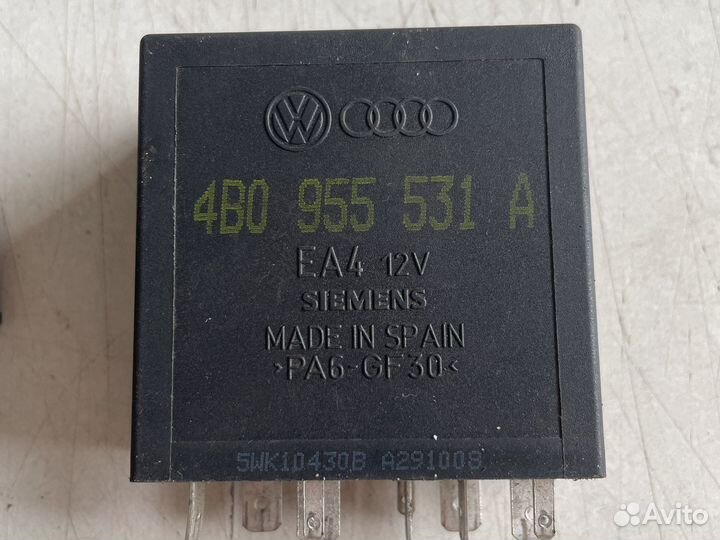 4B0 955 531 A
EA4 12V
SIEMENS
MADE IN SPAIN
>PA6-GF30<
5WK10430B A291008
Avito